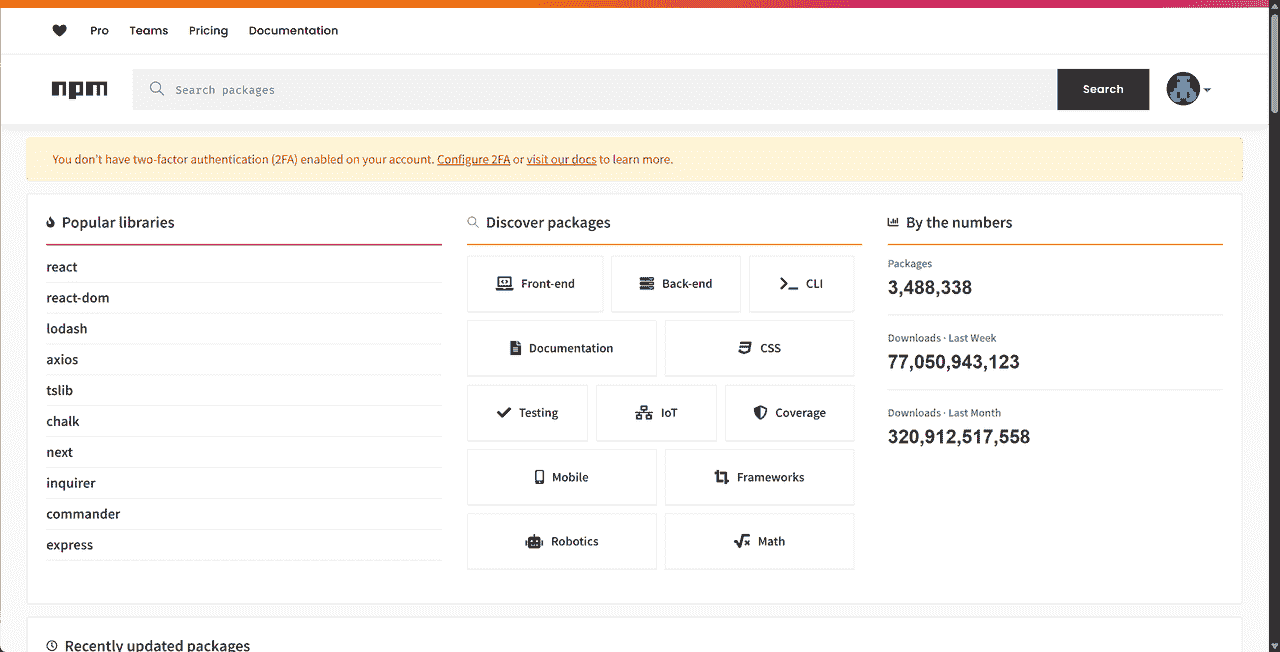 Pro Teams Pricing Documentation
npm
Search packages
Search
You don't have two-factor authentication (2FA) enabled on your account. Configure 2FA or visit our docs to learn more.
Popular libraries
react
react-dom
lodash
axios
tslib
chalk
next
inquirer
commander
express
Discover packages
Front-end Back-end CLI
Documentation CSS
Testing IoT Coverage
Mobile Frameworks
Robotics Math
By the numbers
Packages
3,488,338
Downloads · Last Week
77,050,943,123
Downloads · Last Month
320,912,517,558
Recently updated packages